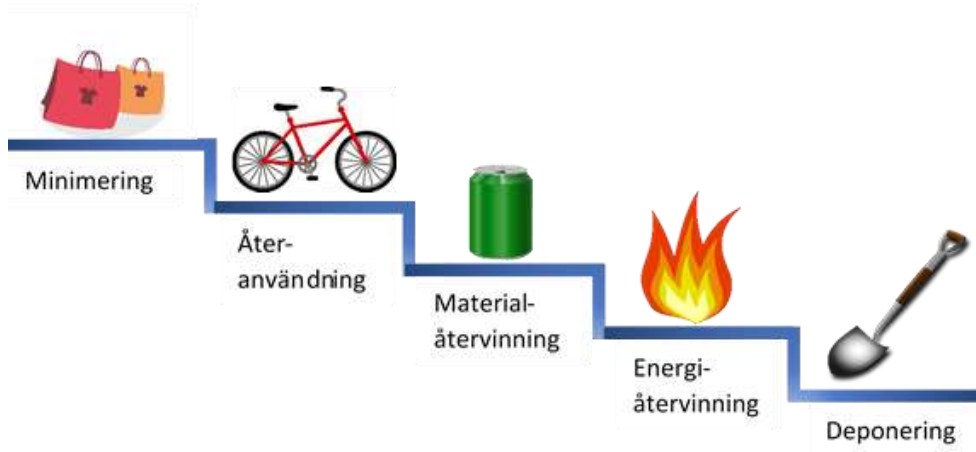 Minimering
Åter-
användning
Material-
återvinning
Energi-
återvinning
Deponering